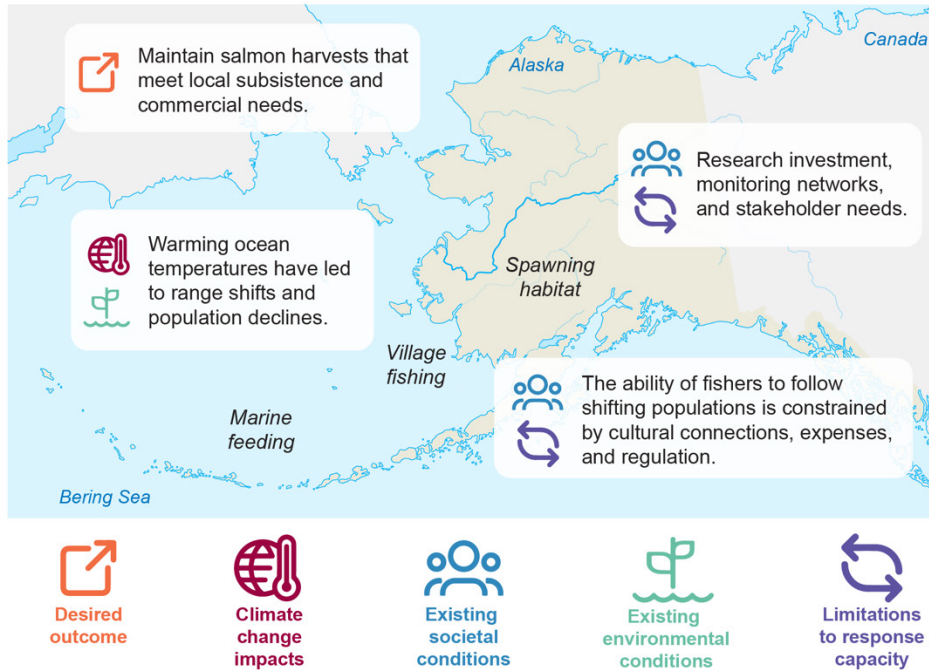 Canada
Alaska
Maintain salmon harvests that
meet local subsistence and
commercial needs.
Research investment,
monitoring networks,
and stakeholder needs.
Warming ocean
temperatures have led
to range shifts and
population declines.
Spawning
habitat
Village
fishing
The ability of fishers to follow
shifting populations is constrained
by cultural connections, expenses,
and regulation.
Marine
feeding
Bering Sea
Desired
outcome
Climate
change
impacts
Existing
societal
conditions
Existing
environmental
conditions
Limitations
to response
capacity